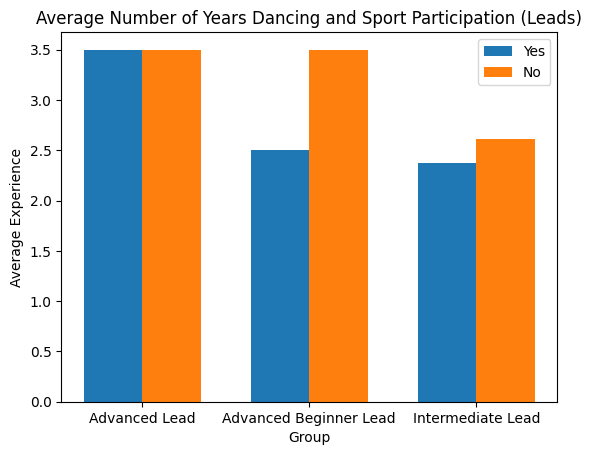 Average Number of Years Dancing and Sport Participation (Leads)
Yes
No
3.5
3.0
2.5
2.0
1.5
1.0
0.5
0.0
Average Experience
Advanced Lead
Advanced Beginner Lead
Intermediate Lead
Group